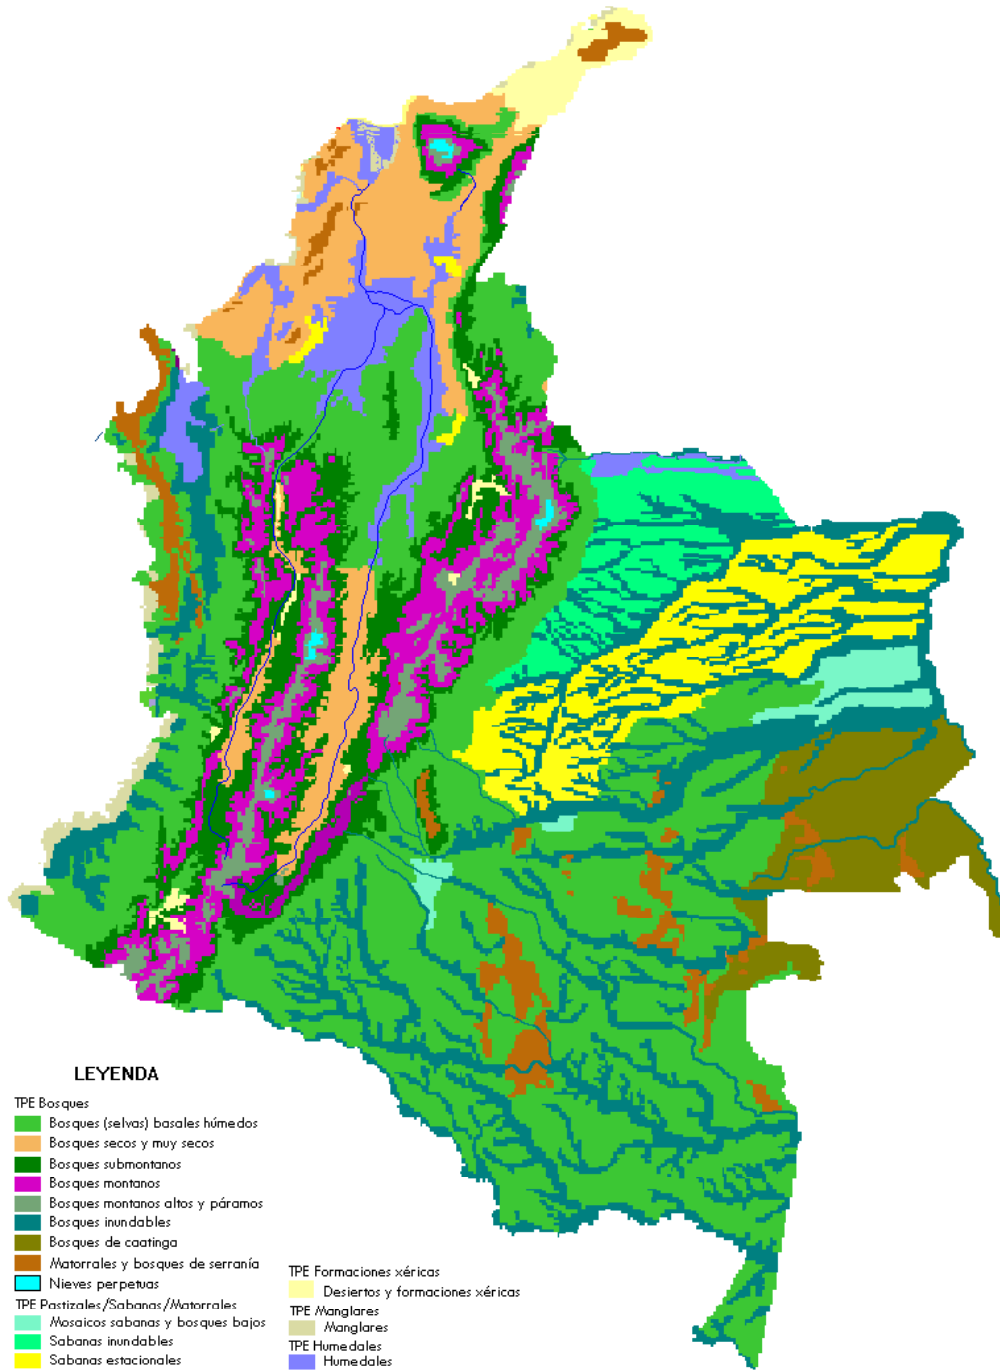 LEYENDA
TPE Bosques
Bosques (selvas) basales húmedos
Bosques secos y muy secos
Bosques submontanos
Bosques montanos
Bosques montanos altos y páramos
Bosques inundables
Bosques de caatinga
Matorrales y bosques de serranía
Nieves perpetuas
TPE Pastizales/Sabanas/Matorrales
Mosaicos sabanas y bosques bajos
Sabanas inundables
Sabanas estacionales
TPE Formaciones xéricas
Desiertos y formaciones xéricas
TPE Manglares
Manglares
TPE Humedales
Humedales